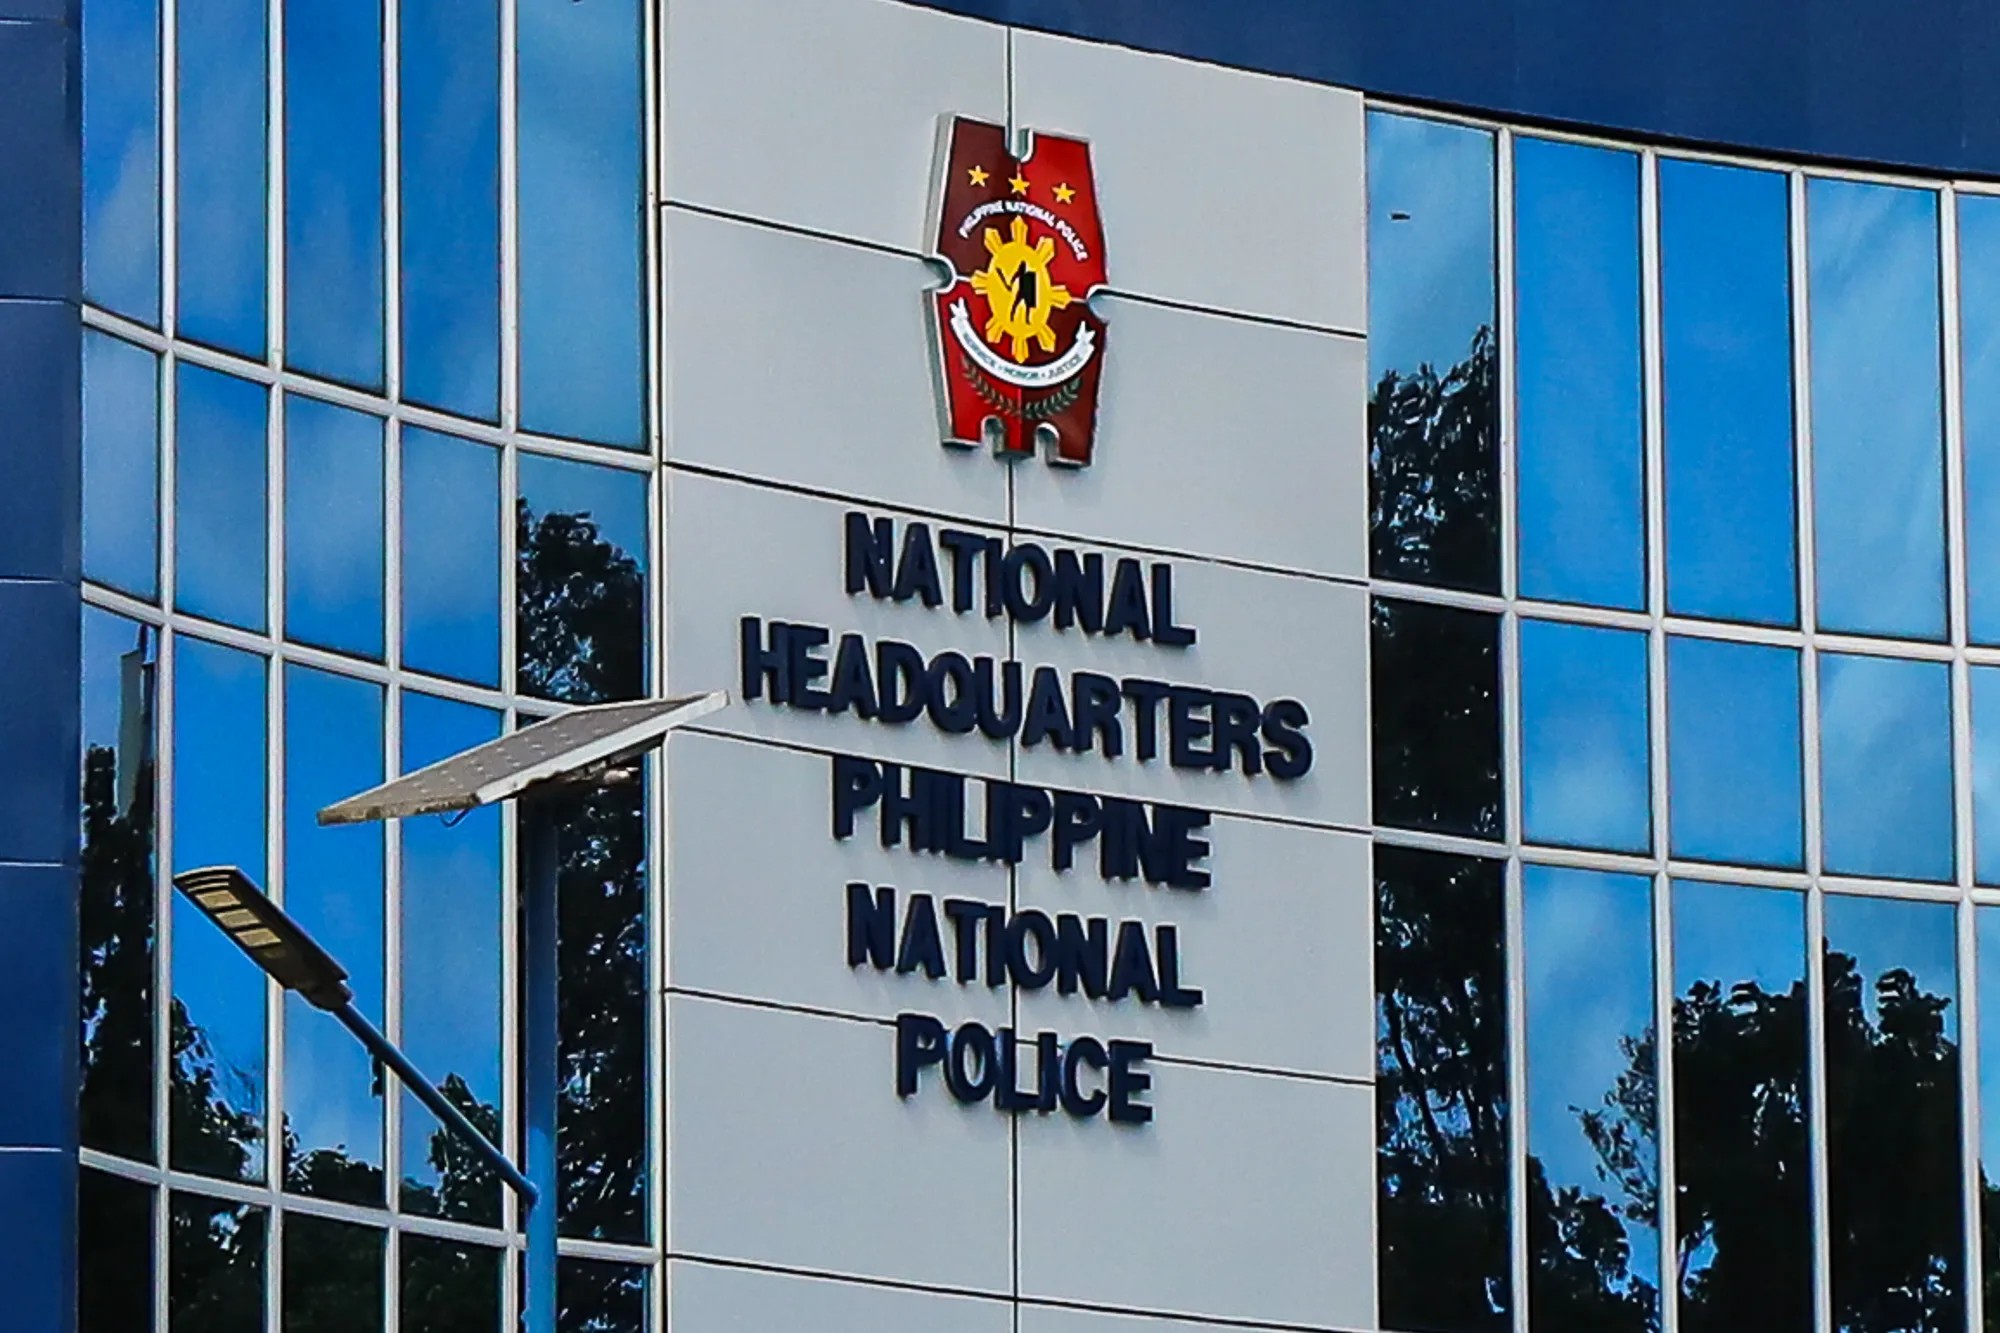 PHILIPPINE NATIONAL POLICE
SERVICE • HONOR • JUSTICE
NATIONAL
HEADQUARTERS
PHILIPPINE
NATIONAL
POLICE